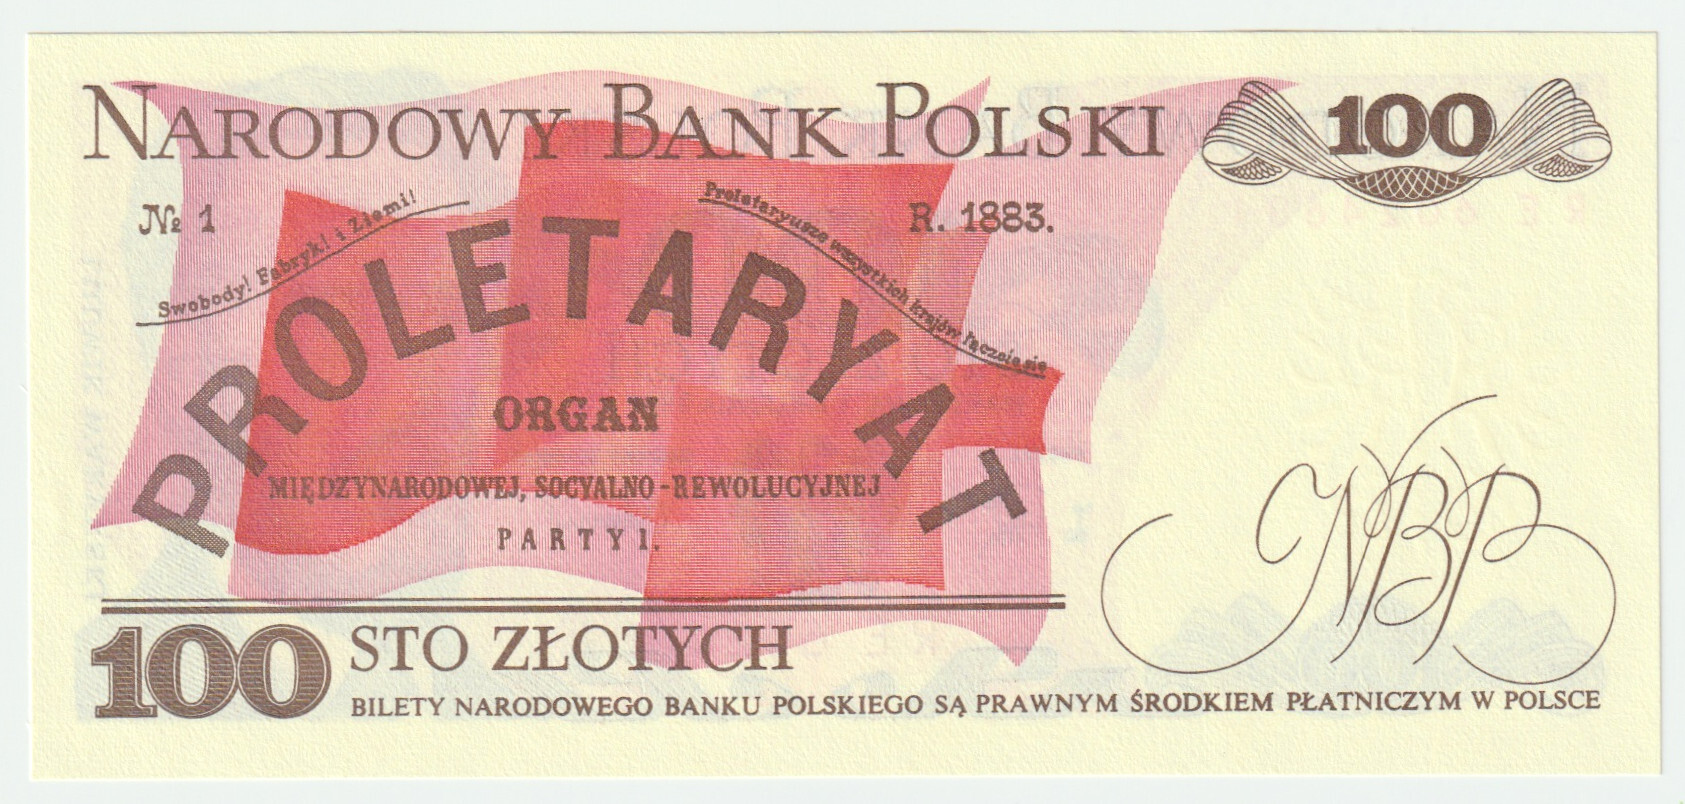 NARODOWY BANK POLSKI
100
№ 1
R. 1883.
Swobody! Fabryk! i Ziemi!
Proletaryusze wszystkich krajów łączcie się
PROLETARYAT
ORGAN
MIĘDZYNARODOWEJ, SOCYALNO-REWOLUCYJNEJ
PARTYI.
NBP
100 STO ZŁOTYCH
BILETY NARODOWEGO BANKU POLSKIEGO SĄ PRAWNYM ŚRODKIEM PŁATNICZYM W POLSCE